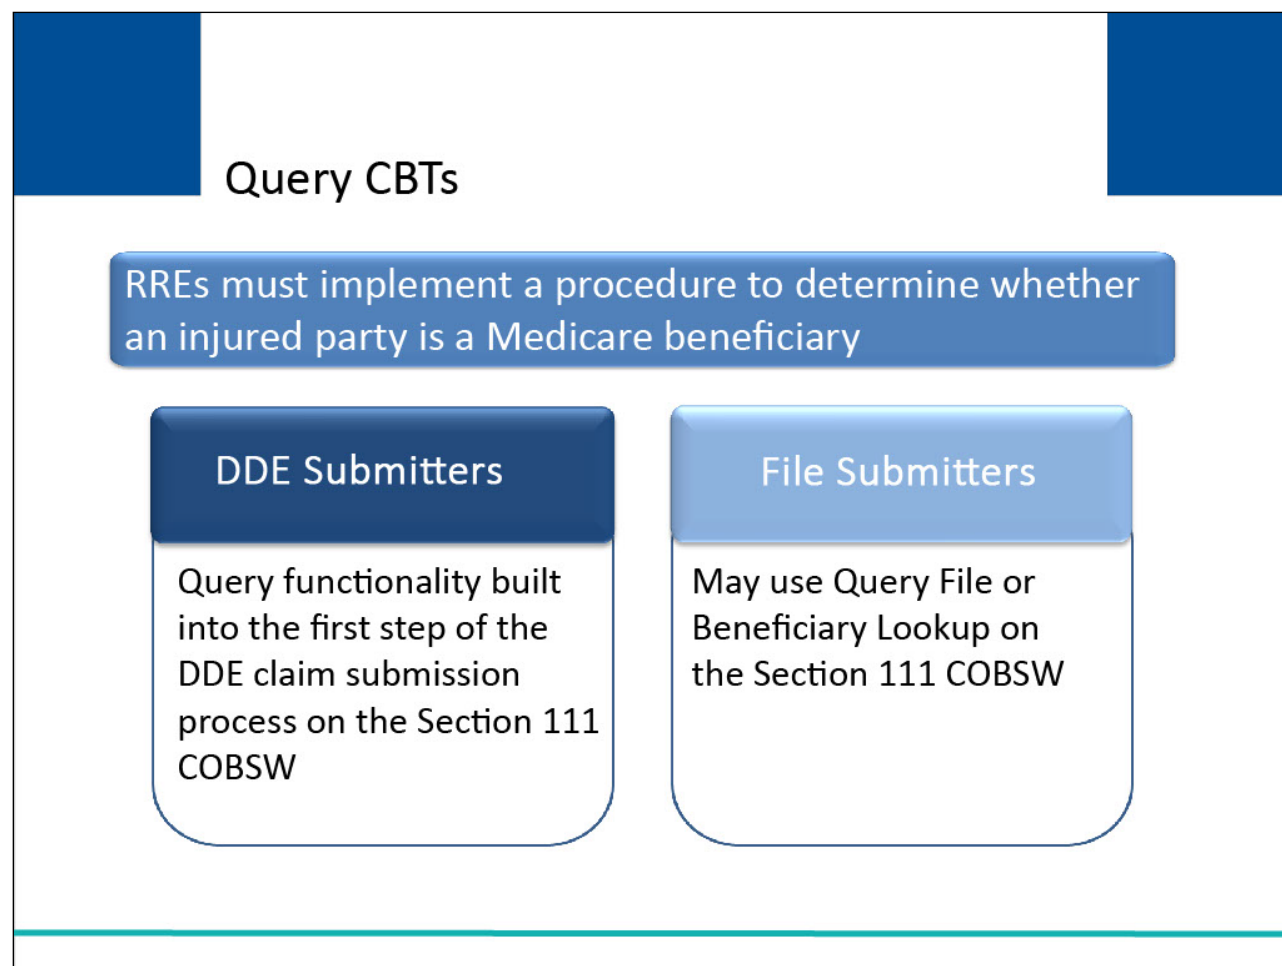 Query CBTs
RREs must implement a procedure to determine whether
an injured party is a Medicare beneficiary
DDE Submitters
Query functionality built
into the first step of the
DDE claim submission
process on the Section 111
COBSW
File Submitters
May use Query File or
Beneficiary Lookup on
the Section 111 COBSW